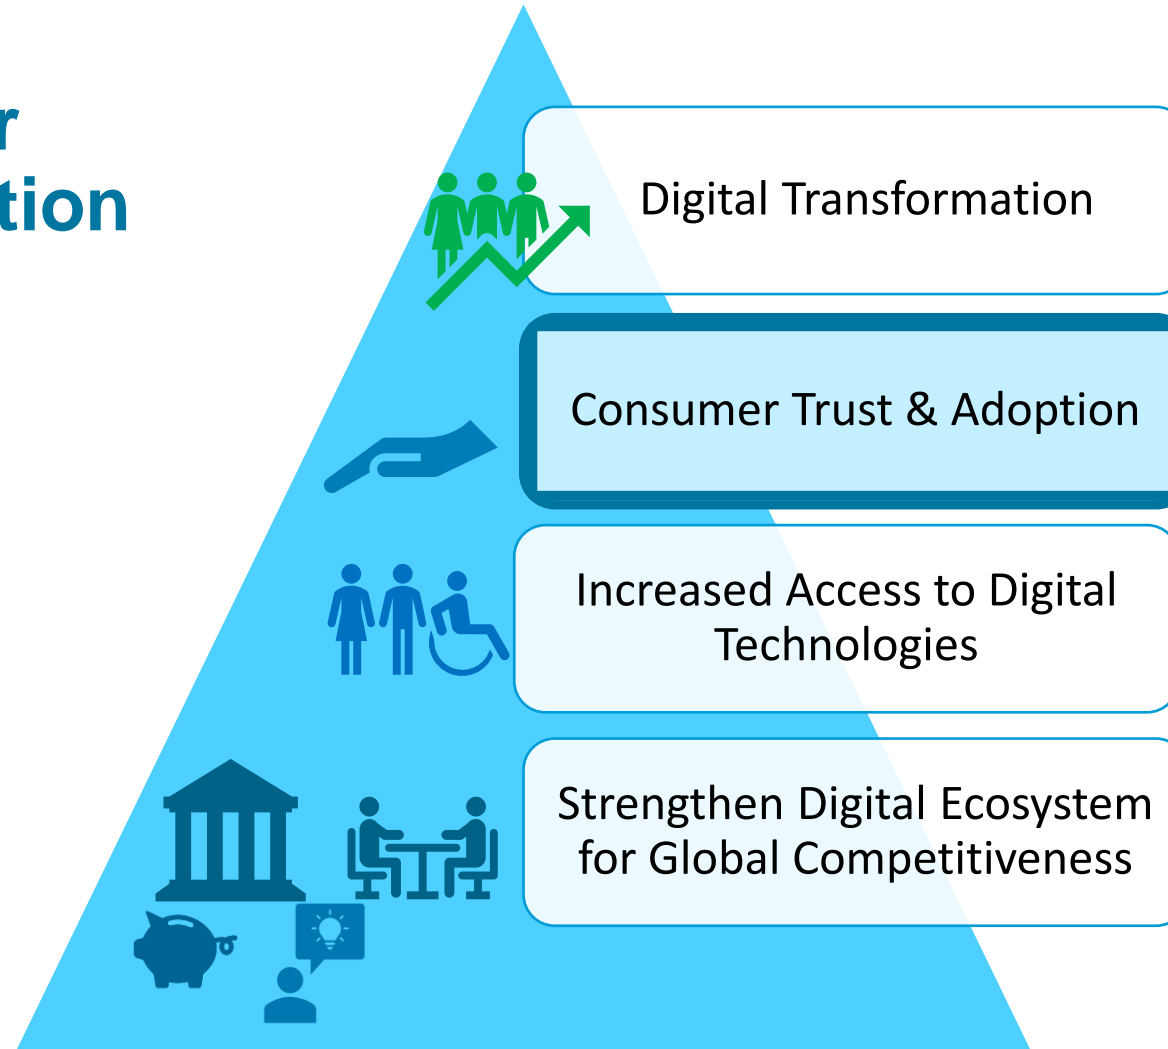 r
tion
Digital Transformation
Consumer Trust & Adoption
Increased Access to Digital
Technologies
Strengthen Digital Ecosystem
for Global Competitiveness